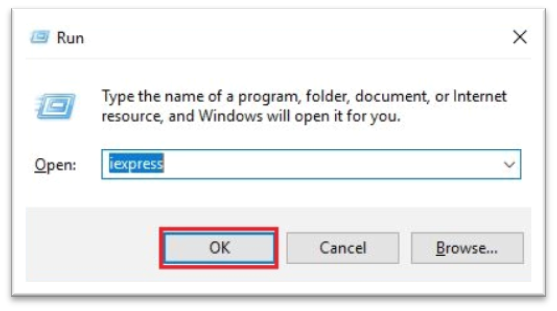 Run
Type the name of a program, folder, document, or Internet
resource, and Windows will open it for you.
Open: iexpress
OK Cancel Browse...